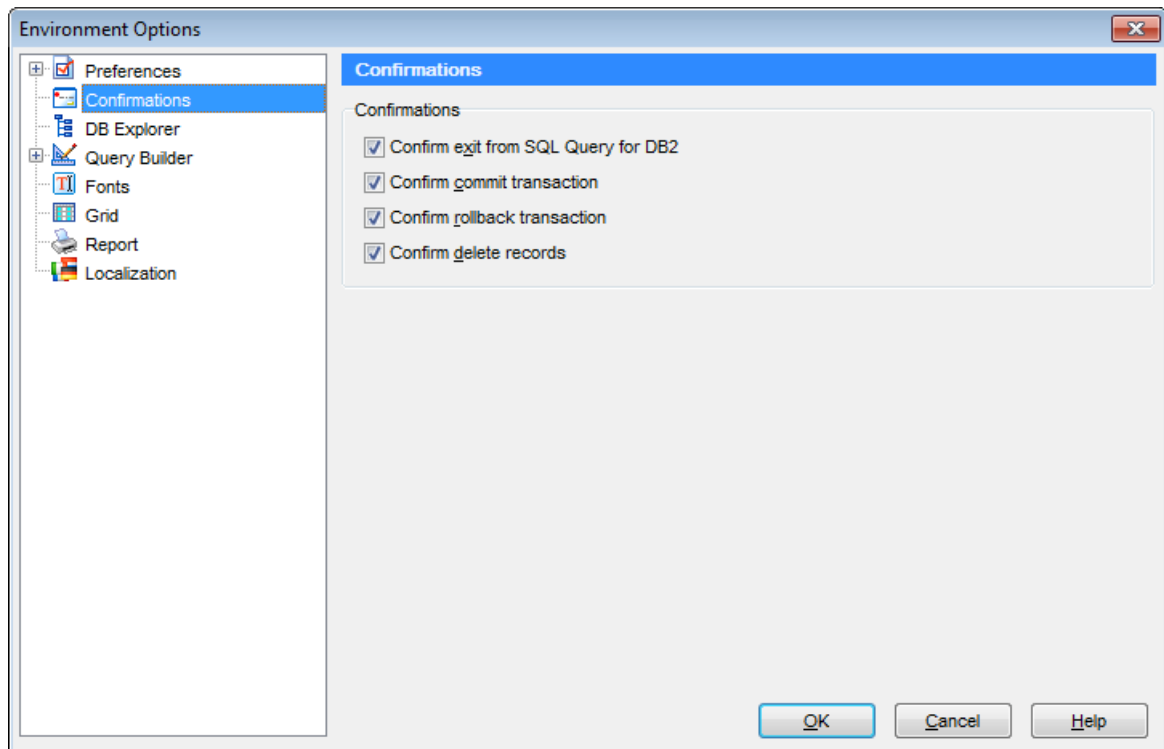 Environment Options
Preferences
Confirmations
DB Explorer
Query Builder
Fonts
Grid
Report
Localization
Confirmations
Confirmations
Confirm exit from SQL Query for DB2
Confirm commit transaction
Confirm rollback transaction
Confirm delete records
OK
Cancel
Help